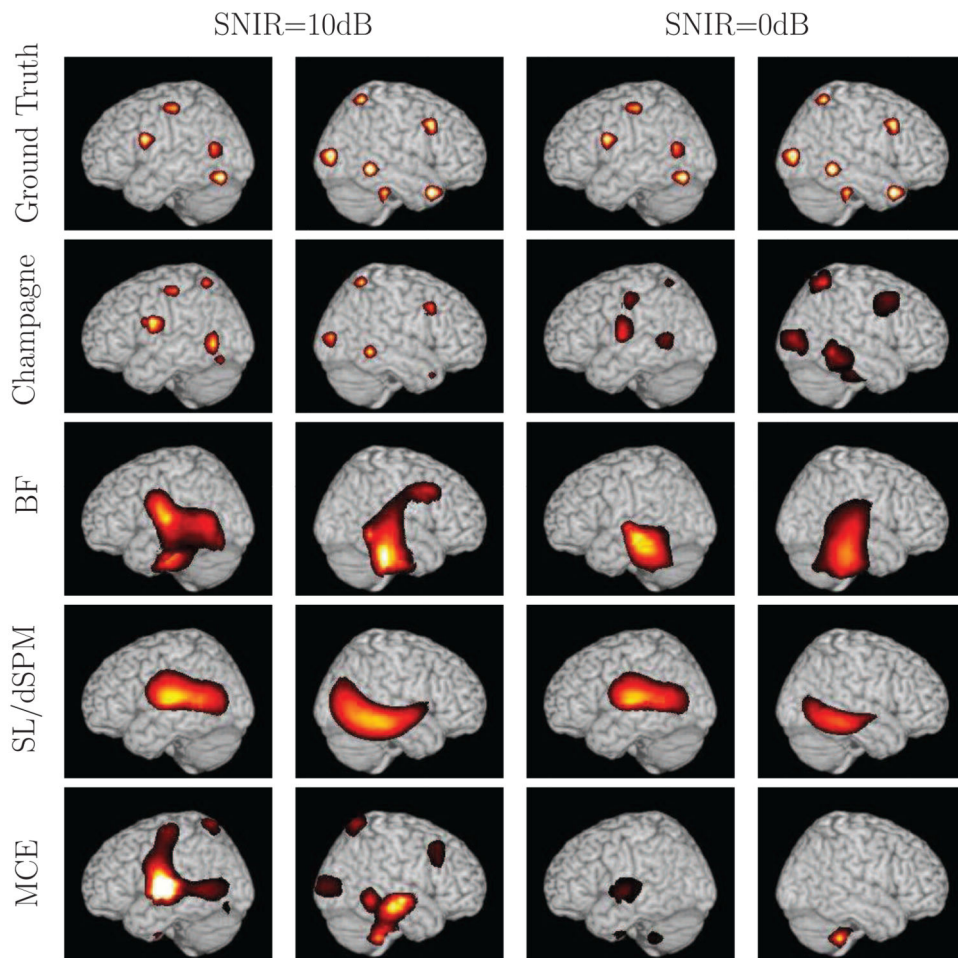 SNIR=10dB
SNIR=0dB
Ground Truth
Champagne
BF
SL/dSPM
MCE